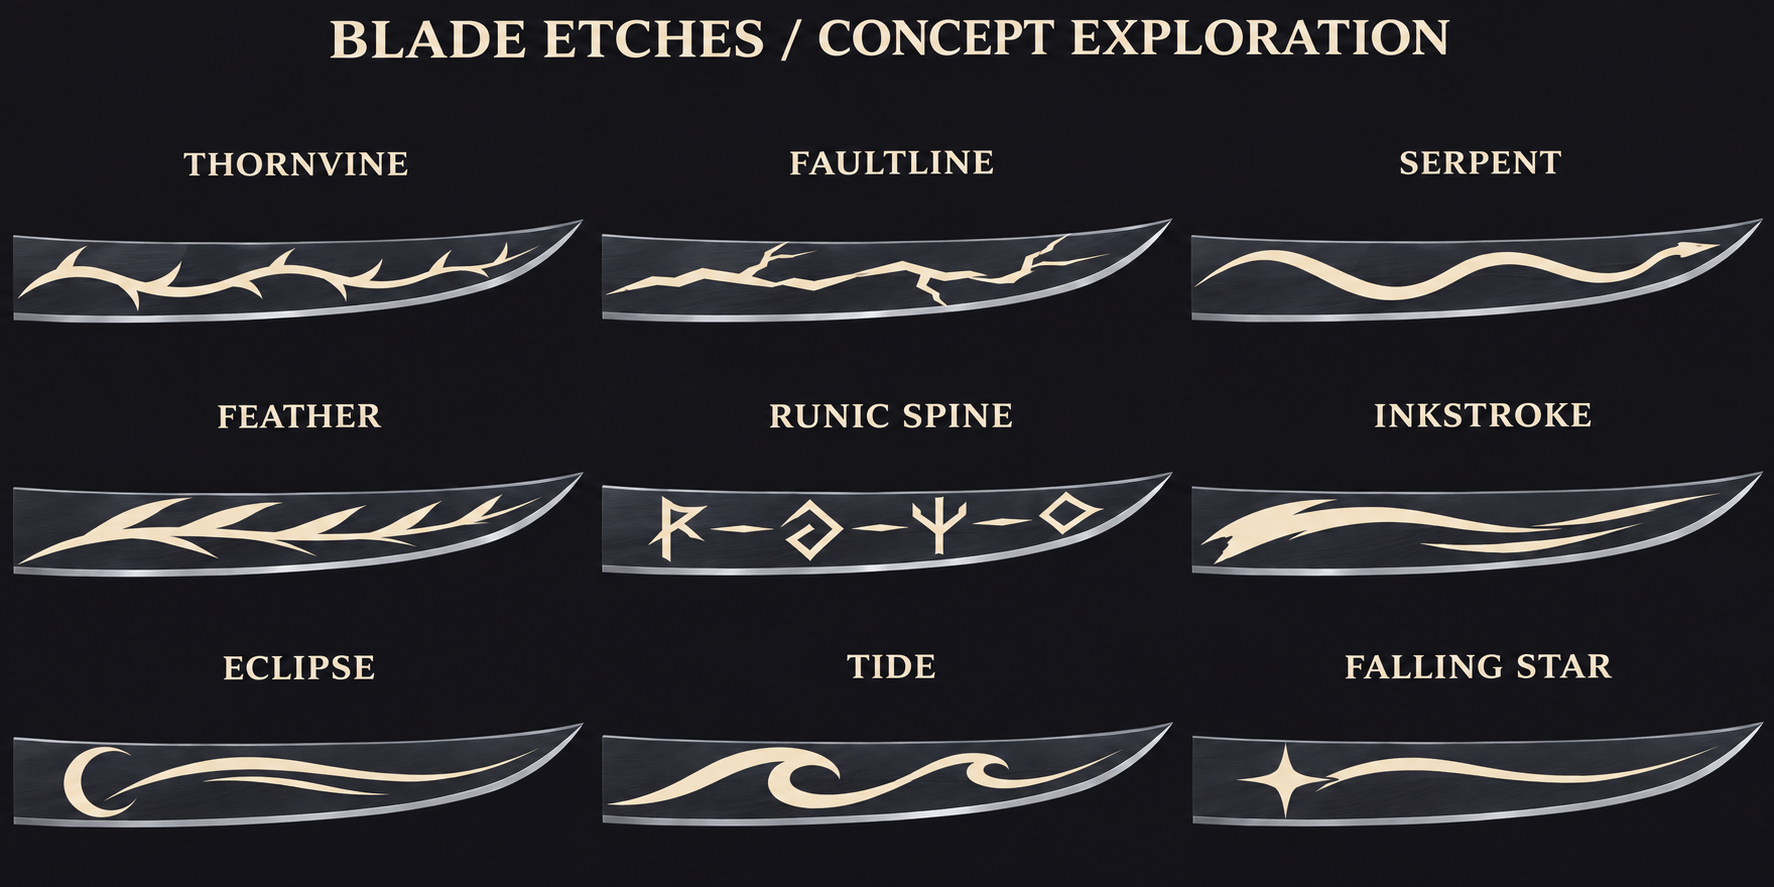 BLADE ETCHES / CONCEPT EXPLORATION
THORNVINE
FAULTLINE
SERPENT
FEATHER
RUNIC SPINE
INKSTROKE
ECLIPSE
TIDE
FALLING STAR